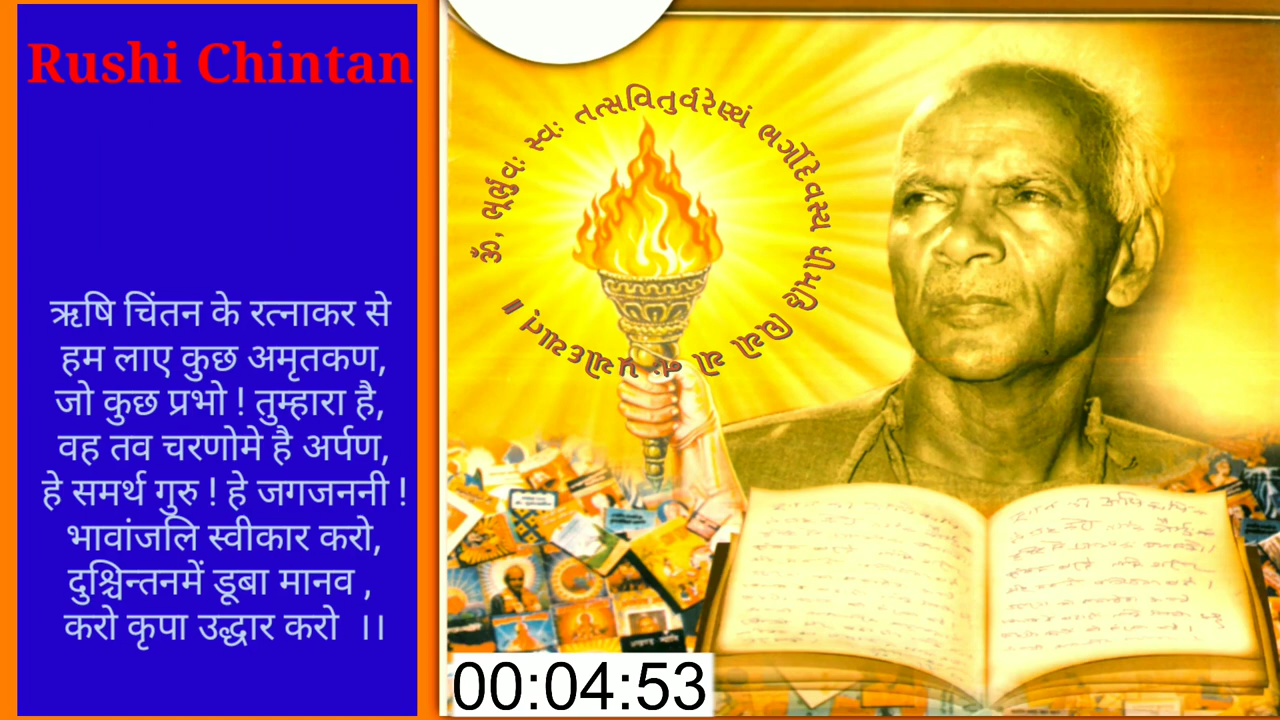 Rushi Chintan
ऋषि चिंतन के रत्नाकर से
हम लाए कुछ अमृतकण,
जो कुछ प्रभो ! तुम्हारा है,
वह तव चरणोमे है अर्पण,
हे समर्थ गुरु ! हे जगजननी !
भावांजलि स्वीकार करो,
दुश्चिन्तनमें डूबा मानव ,
करो कृपा उद्धार करो ।।
ૐ, ભૂર્ભુવઃ સ્વઃ તત્સવિતુર્વરેણ્યં ભર્ગોદેવસ્ય ધીમહિ ધિયો યો નઃ પ્રચોદયાત્ ॥
00:04:53